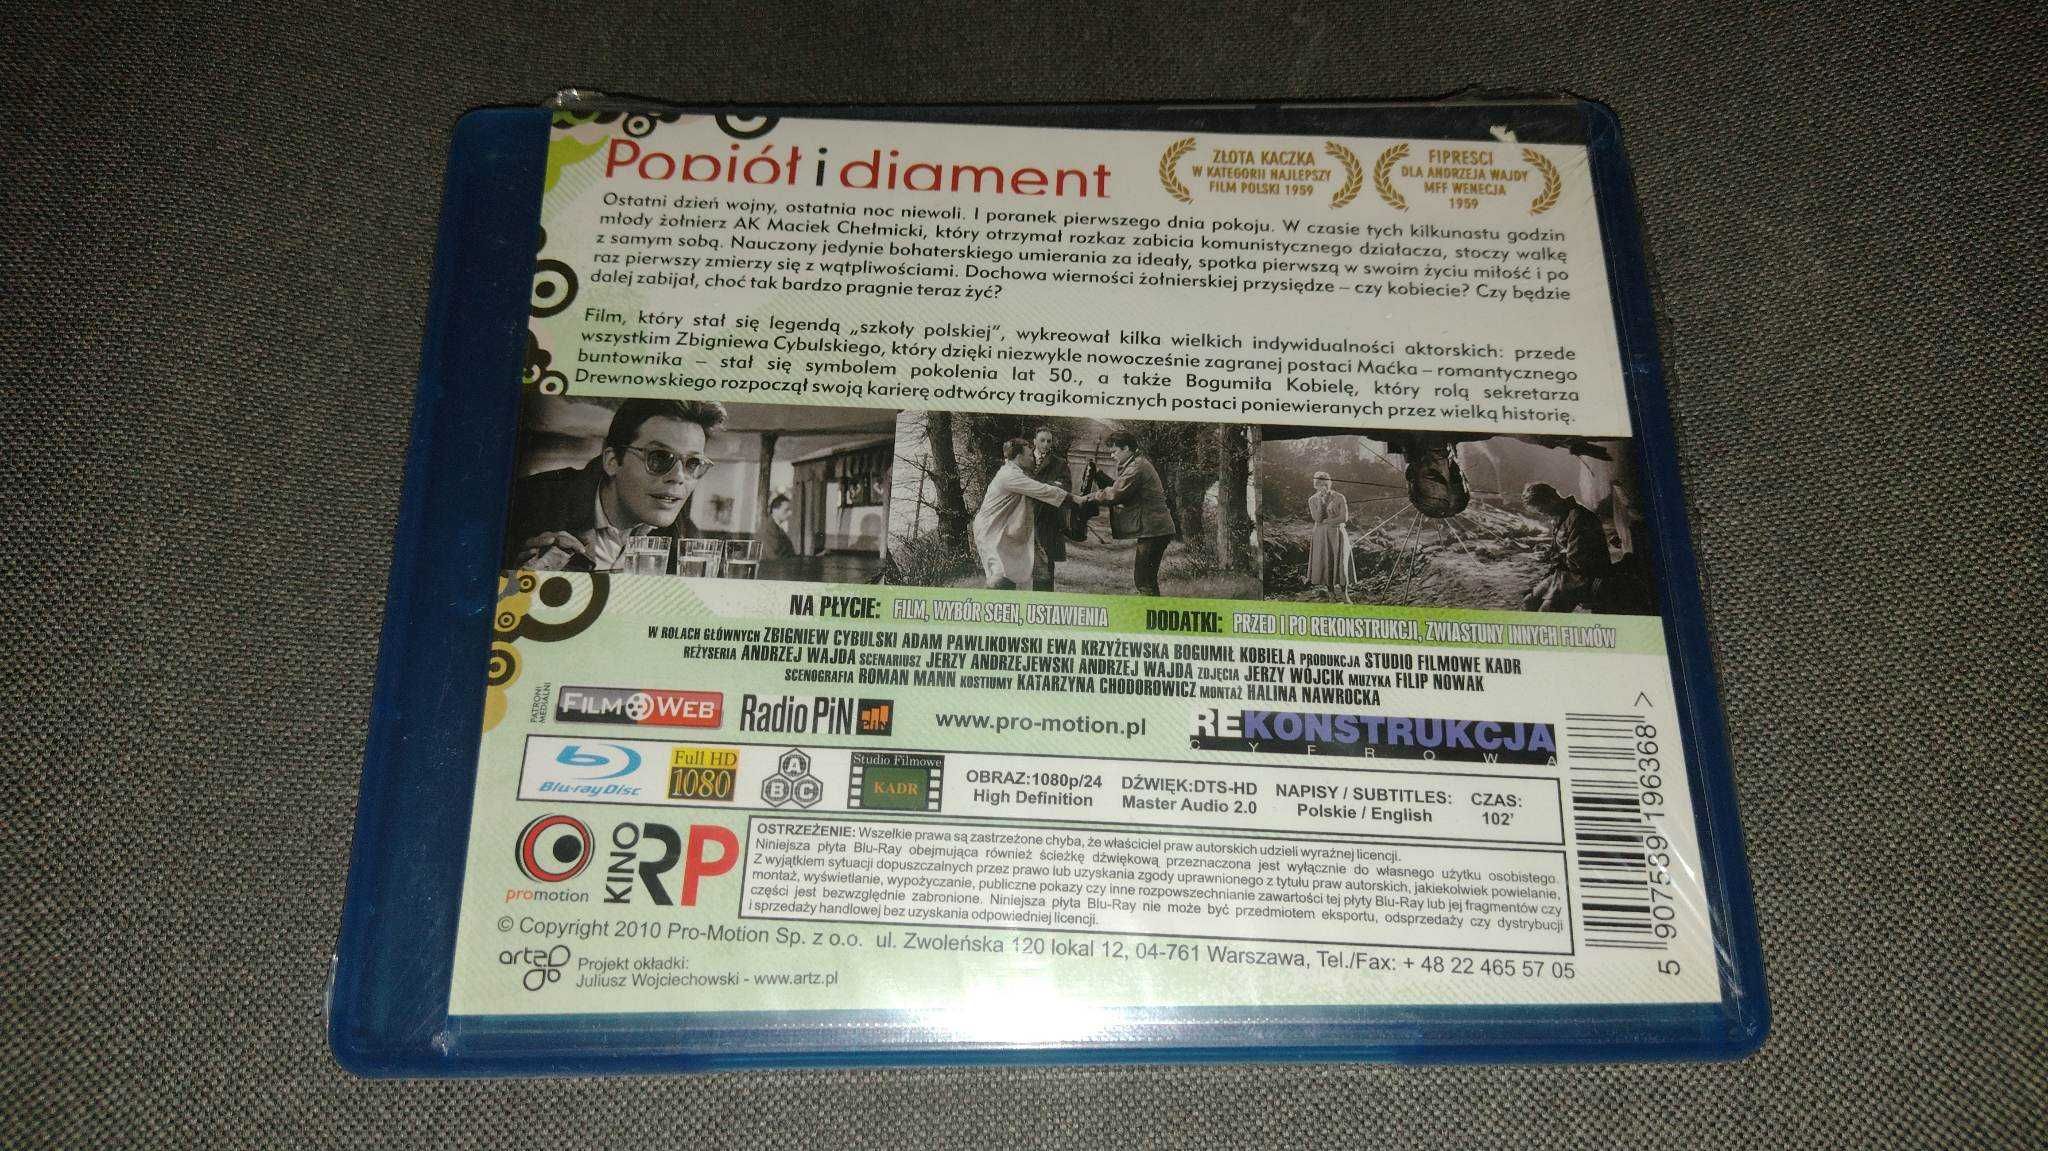 Popiół i diament
ZŁOTA KACZKA
W KATEGORII NAJLEPSZY
FILM POLSKI 1959
FIPRESCI
DLA ANDRZEJA WAJDY
MFF WENECJA
1959
Ostatni dzień wojny, ostatnia noc niewoli. I poranek pierwszego dnia pokoju. W czasie tych kilkunastu godzin
młody żołnierz AK Maciek Chełmicki, który otrzymał rozkaz zabicia komunistycznego działacza, stoczy walkę
z samym sobą. Nauczony jedynie bohaterskiego umierania za ideały, spotka pierwszą w swoim życiu miłość i po
raz pierwszy zmierzy się z wątpliwościami. Dochowa wierności żołnierskiej przysiędze – czy kobiecie? Czy będzie
dalej zabijał, choć tak bardzo pragnie teraz żyć?
Film, który stał się legendą „szkoły polskiej”, wykreował kilka wielkich indywidualności aktorskich: przede
wszystkim Zbigniewa Cybulskiego, który dzięki niezwykle nowocześnie zagranej postaci Maćka – romantycznego
buntownika – stał się symbolem pokolenia lat 50., a także Bogumiła Kobielę, który rolą sekretarza
Drewnowskiego rozpoczął swoją karierę odtwórcy tragikomicznych postaci poniewieranych przez wielką historię.
NA PŁYCIE: FILM, WYBÓR SCEN, USTAWIENIA
DODATKI: PRZED I PO REKONSTRUKCJI, ZWIASTUNY INNYCH FILMÓW
W ROLACH GŁÓWNYCH ZBIGNIEW CYBULSKI ADAM PAWLIKOWSKI EWA KRZYŻEWSKA BOGUMIŁ KOBIELA PRODUKCJA STUDIO FILMOWE KADR
REŻYSERIA ANDRZEJ WAJDA SCENARIUSZ JERZY ANDRZEJEWSKI ANDRZEJ WAJDA ZDJĘCIA JERZY WÓJCIK MUZYKA FILIP NOWAK
SCENOGRAFIA ROMAN MANN KOSTIUMY KATARZYNA CHODOROWICZ MONTAŻ HALINA NAWROCKA
PATRONI
MEDIALNI
FILMWEB
Radio PiN
PiN
www.pro-motion.pl
REKONSTRUKCJA
CYFROWA
Blu-ray Disc
Full HD
1080
A
B C
Studio Filmowe
KADR
OBRAZ:1080p/24
High Definition
DŹWIĘK:DTS-HD
Master Audio 2.0
NAPISY / SUBTITLES:
Polskie / English
CZAS:
102'
promotion
KINO
RP
OSTRZEŻENIE: Wszelkie prawa są zastrzeżone chyba, że właściciel praw autorskich udzieli wyraźnej licencji.
Niniejsza płyta Blu-Ray obejmująca również ścieżkę dźwiękową przeznaczona jest wyłącznie do własnego użytku osobistego.
Z wyjątkiem sytuacji dopuszczalnych przez prawo lub uzyskania zgody uprawnionego z tytułu praw autorskich, jakiekolwiek powielanie,
montaż, wyświetlanie, wypożyczanie, publiczne pokazy czy inne rozpowszechnianie zawartości tej płyty Blu-Ray lub jej fragmentów czy
części jest bezwzględnie zabronione. Niniejsza płyta Blu-Ray nie może być przedmiotem eksportu, odsprzedaży czy dystrybucji
i sprzedaży handlowej bez uzyskania odpowiedniej licencji.
© Copyright 2010 Pro-Motion Sp. z o.o. ul. Zwoleńska 120 lokal 12, 04-761 Warszawa, Tel./Fax: + 48 22 465 57 05
artz
Projekt okładki:
Juliusz Wojciechowski - www.artz.pl
5 907539 196368 >